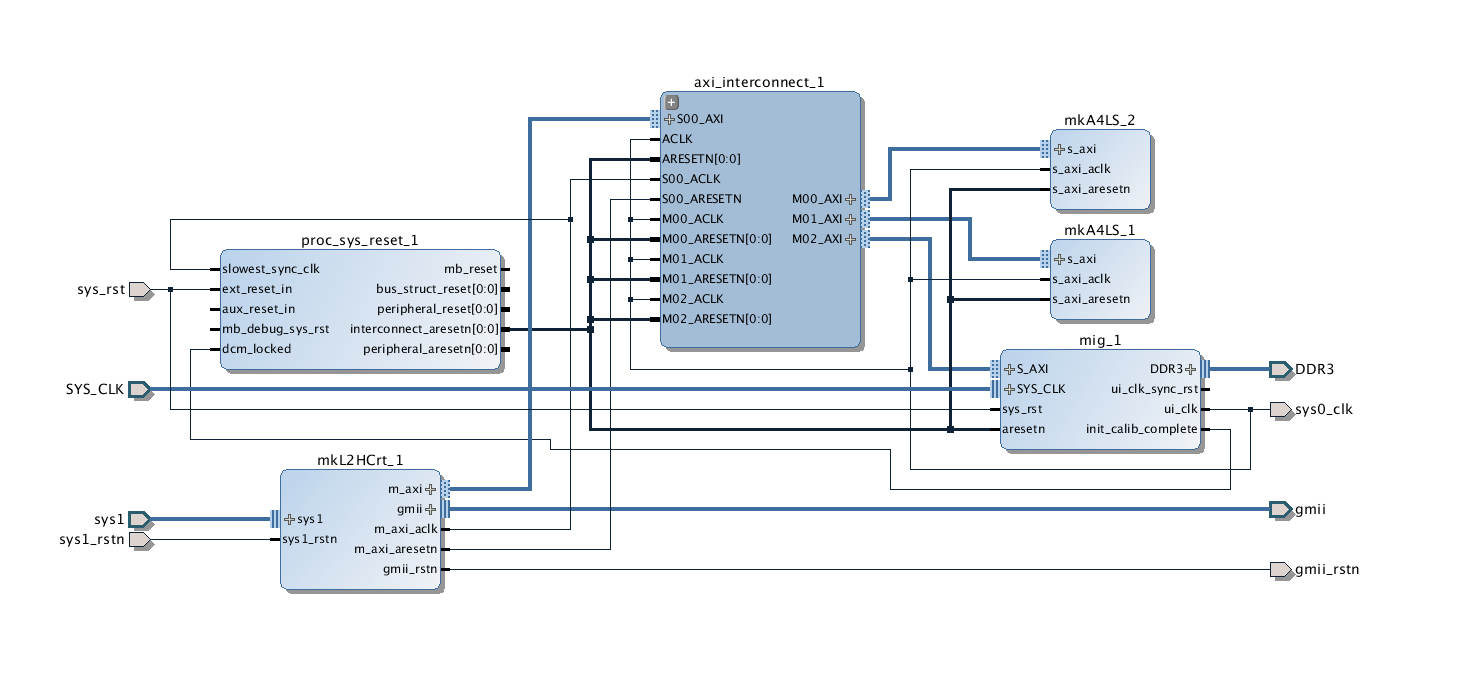 axi_interconnect_1
S00_AXI
ACLK
ARESETN[0:0]
S00_ACLK
S00_ARESETN
M00_AXI
M00_ACLK
M01_AXI
M00_ARESETN[0:0]
M02_AXI
M01_ACLK
M01_ARESETN[0:0]
M02_ACLK
M02_ARESETN[0:0]
mkA4LS_2
s_axi
s_axi_aclk
s_axi_aresetn
mkA4LS_1
s_axi
s_axi_aclk
s_axi_aresetn
proc_sys_reset_1
slowest_sync_clk
mb_reset
sys_rst
ext_reset_in
bus_struct_reset[0:0]
aux_reset_in
peripheral_reset[0:0]
mb_debug_sys_rst
interconnect_aresetn[0:0]
dcm_locked
peripheral_aresetn[0:0]
mig_1
S_AXI
DDR3
DDR3
SYS_CLK
SYS_CLK
ui_clk_sync_rst
sys_rst
ui_clk
sys0_clk
aresetn
init_calib_complete
mkL2HCrt_1
m_axi
gmii
gmii
sys1
sys1
m_axi_aclk
sys1_rstn
sys1_rstn
m_axi_aresetn
gmii_rstn
gmii_rstn